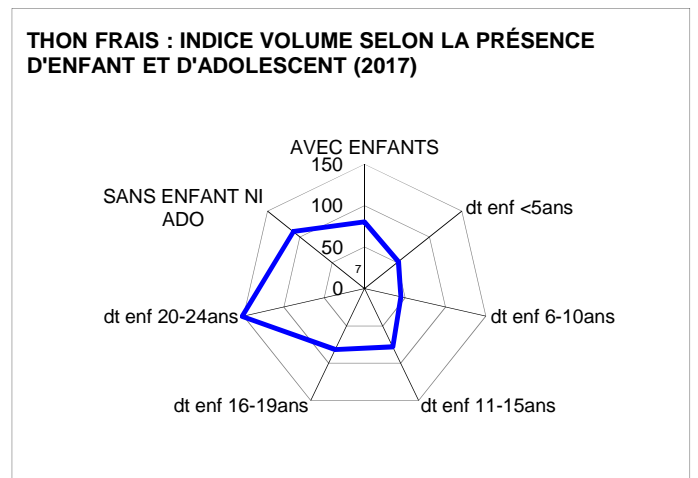 THON FRAIS : INDICE VOLUME SELON LA PRÉSENCE
D'ENFANT ET D'ADOLESCENT (2017)
AVEC ENFANTS
150
100
50
7
0
SANS ENFANT NI
ADO
dt enf <5ans
dt enf 20-24ans
dt enf 6-10ans
dt enf 16-19ans
dt enf 11-15ans